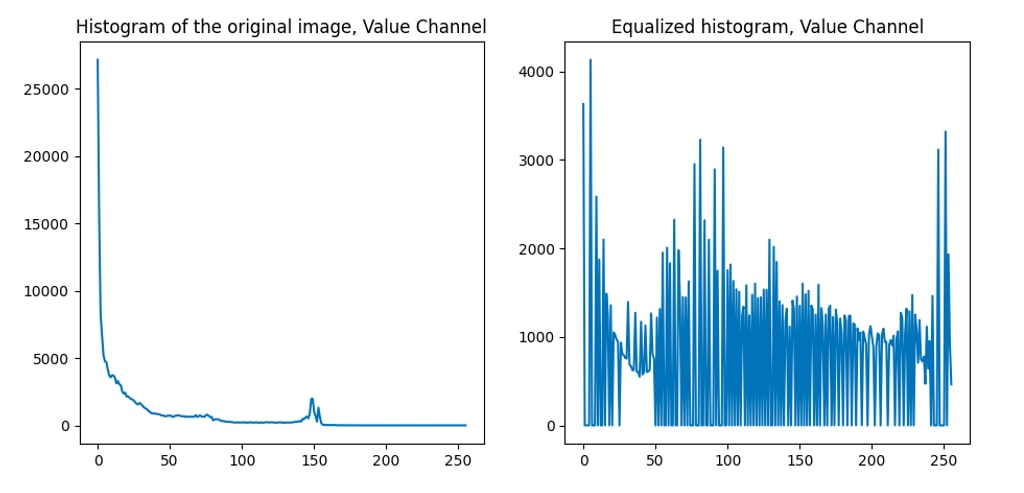 Histogram of the original image, Value Channel
25000
20000
15000
10000
5000
0
0 50 100 150 200 250
Equalized histogram, Value Channel
4000
3000
2000
1000
0
0 50 100 150 200 250